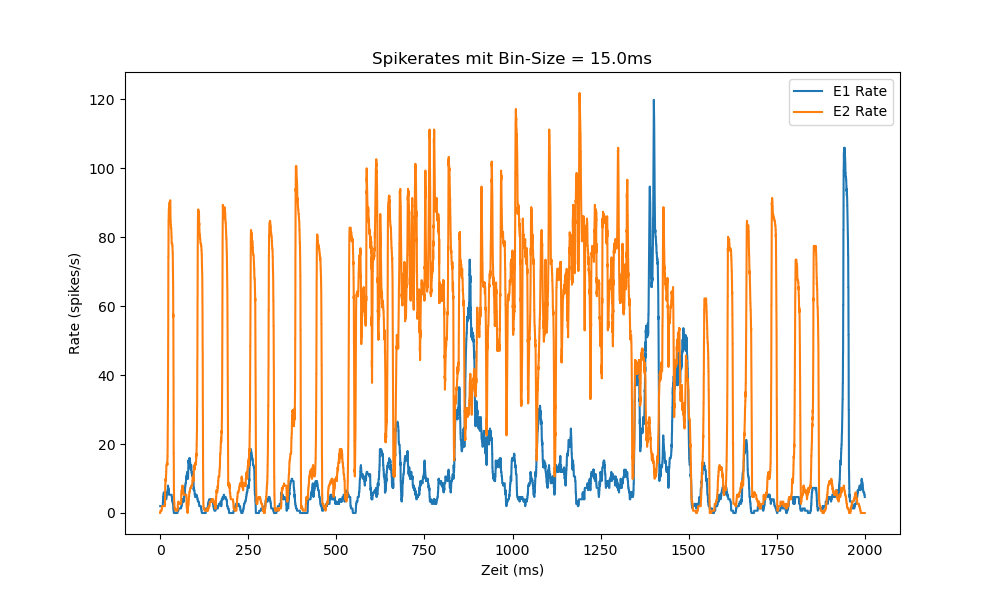 Spikerates mit Bin-Size = 15.0ms
E1 Rate
E2 Rate
Rate (spikes/s)
120
100
80
60
40
20
0
0 250 500 750 1000 1250 1500 1750 2000
Zeit (ms)